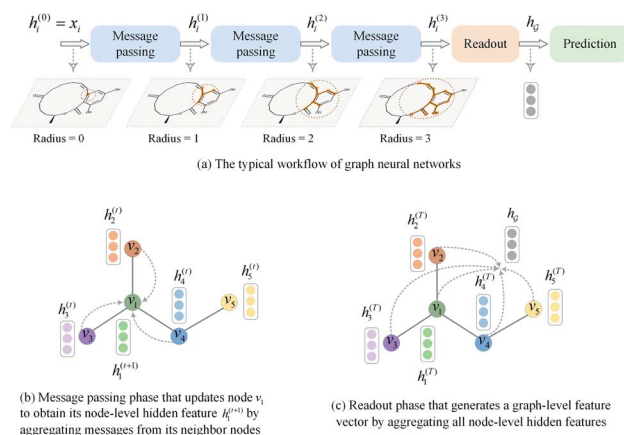 h_i^(0) = x_i
Message passing
h_i^(1)
Message passing
h_i^(2)
Message passing
h_i^(3)
Readout
h_𝒢
Prediction
Radius = 0
Radius = 1
Radius = 2
Radius = 3
(a) The typical workflow of graph neural networks
h_2^(t)
v_2
h_3^(t)
v_3
v_1
h_1^(t+1)
h_4^(t)
v_4
h_5^(t)
v_5
(b) Message passing phase that updates node v_1
to obtain its node-level hidden feature h_1^(t+1) by
aggregating messages from its neighbor nodes
h_2^(T)
v_2
h_𝒢
h_3^(T)
v_3
v_1
h_1^(T)
h_4^(T)
v_4
h_5^(T)
v_5
(c) Readout phase that generates a graph-level feature
vector by aggregating all node-level hidden features